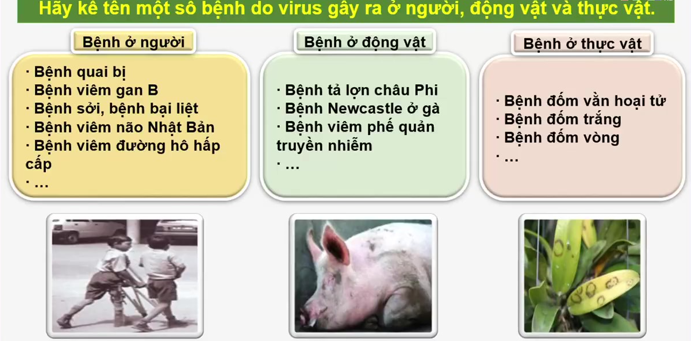 Hãy kể tên một số bệnh do virus gây ra ở người, động vật và thực vật.
Bệnh ở người
· Bệnh quai bị
· Bệnh viêm gan B
· Bệnh sởi, bệnh bại liệt
· Bệnh viêm não Nhật Bản
· Bệnh viêm đường hô hấp
cấp
· ...
Bệnh ở động vật
· Bệnh tả lợn châu Phi
· Bệnh Newcastle ở gà
· Bệnh viêm phế quản
truyền nhiễm
· ...
Bệnh ở thực vật
· Bệnh đốm vằn hoại tử
· Bệnh đốm trắng
· Bệnh đốm vòng
· ...